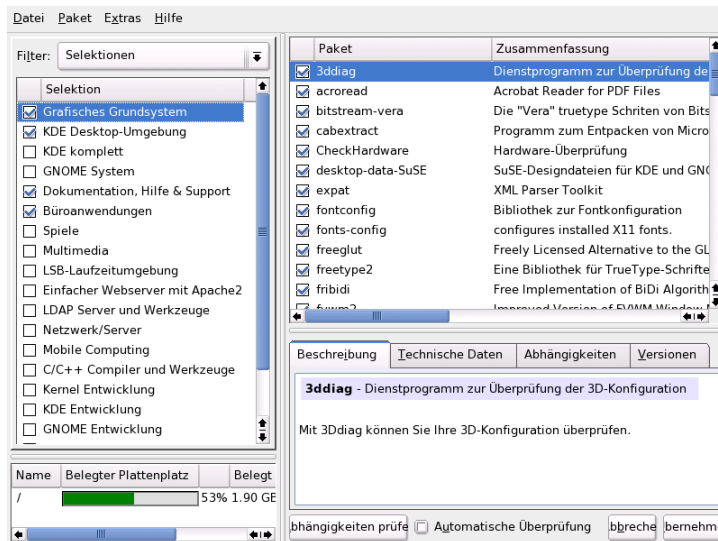 Datei Paket Extras Hilfe
Filter: Selektionen
Selektion
Grafisches Grundsystem
KDE Desktop-Umgebung
KDE komplett
GNOME System
Dokumentation, Hilfe & Support
Büroanwendungen
Spiele
Multimedia
LSB-Laufzeitumgebung
Einfacher Webserver mit Apache2
LDAP Server und Werkzeuge
Netzwerk/Server
Mobile Computing
C/C++ Compiler und Werkzeuge
Kernel Entwicklung
KDE Entwicklung
GNOME Entwicklung
Name Belegter Plattenplatz Belegt
/ 53% 1.90 GE
Paket Zusammenfassung
3ddiag Dienstprogramm zur Überprüfung de
acroread Acrobat Reader for PDF Files
bitstream-vera Die "Vera" truetype Schriten von Bits
cabextract Programm zum Entpacken von Micro
CheckHardware Hardware-Überprüfung
desktop-data-SuSE SuSE-Designdateien für KDE und GNO
expat XML Parser Toolkit
fontconfig Bibliothek zur Fontkonfiguration
fonts-config configures installed X11 fonts.
freeglut Freely Licensed Alternative to the GL
freetype2 Eine Bibliothek für TrueType-Schrifte
fribidi Free Implementation of BiDi Algorith
fvwm2 Improved Version of FVWM Window
Beschreibung Technische Daten Abhängigkeiten Versionen
3ddiag - Dienstprogramm zur Überprüfung der 3D-Konfiguration
Mit 3Ddiag können Sie Ihre 3D-Konfiguration überprüfen.
bhängigkeiten prüfe Automatische Überprüfung bbreche bernehm